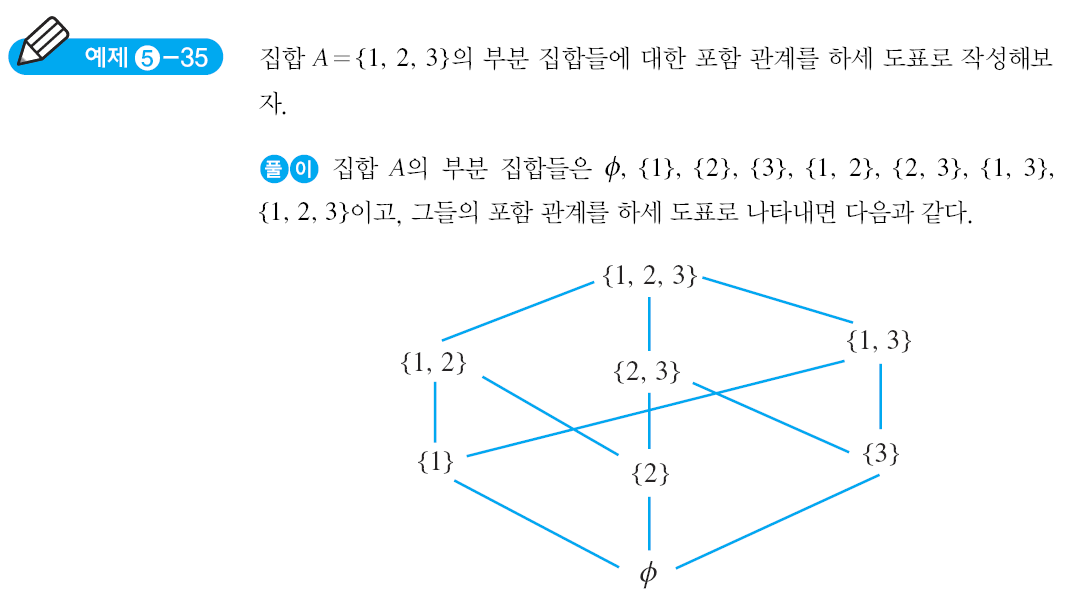 예제 5-35
집합 A={1, 2, 3}의 부분 집합들에 대한 포함 관계를 하세 도표로 작성해보
자.
풀이 집합 A의 부분 집합들은 ϕ, {1}, {2}, {3}, {1, 2}, {2, 3}, {1, 3},
{1, 2, 3}이고, 그들의 포함 관계를 하세 도표로 나타내면 다음과 같다.
{1, 2, 3}
{1, 2} {2, 3} {1, 3}
{1} {2} {3}
ϕ